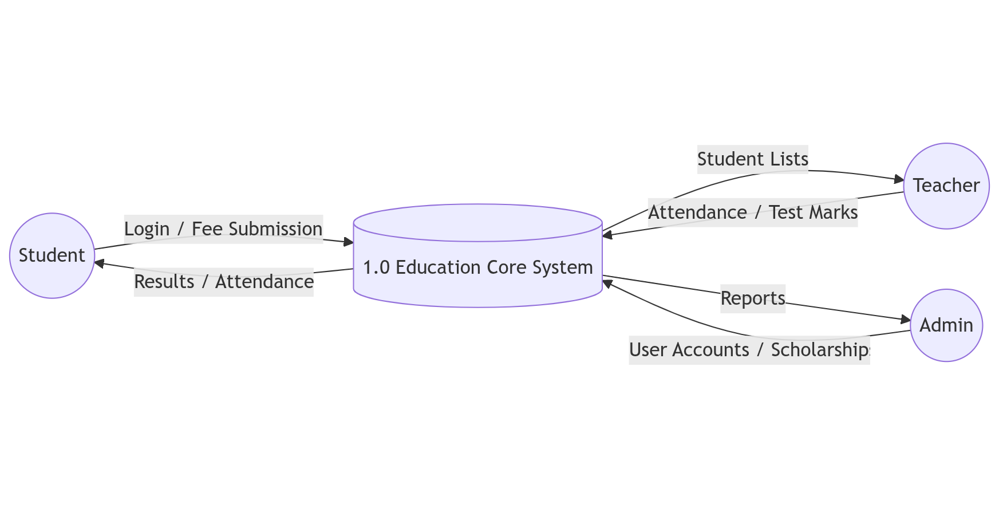 Student Lists
Teacher
Attendance / Test Marks
Login / Fee Submission
Student
1.0 Education Core System
Results / Attendance
Reports
Admin
User Accounts / Scholarships